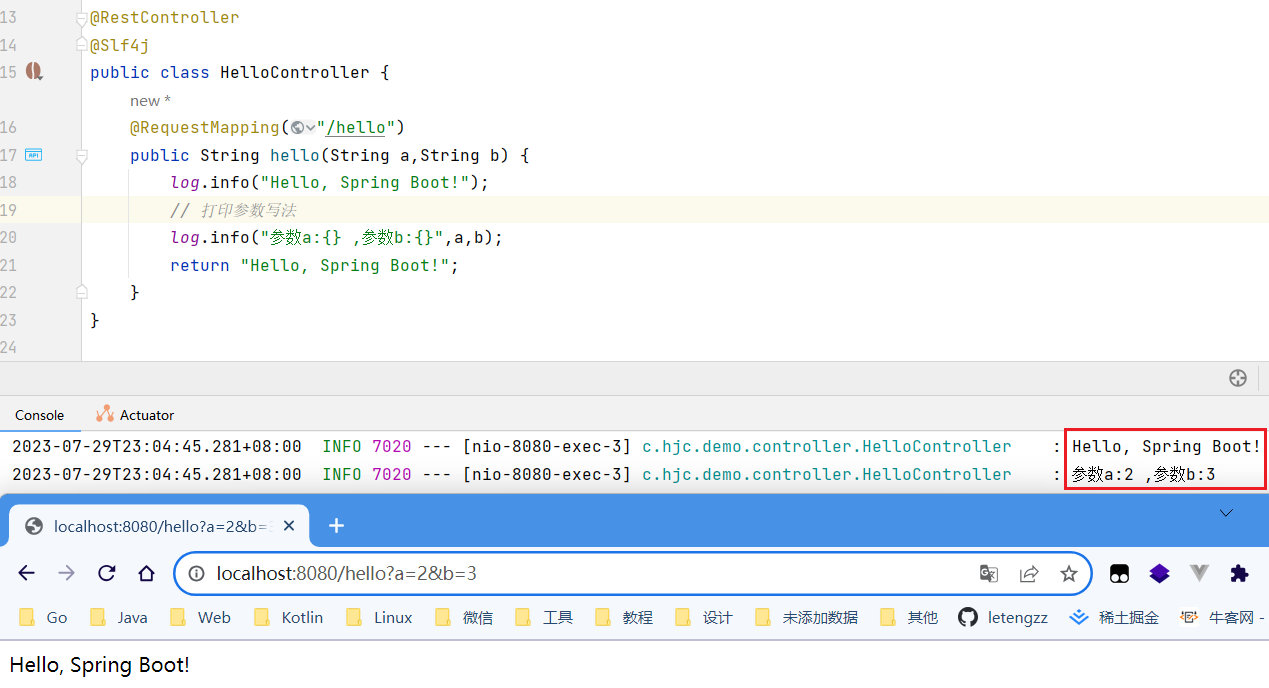 13 @RestController
14 @Slf4j
15 public class HelloController {
new *
16 @RequestMapping("/hello")
17 API public String hello(String a,String b) {
18 log.info("Hello, Spring Boot!");
19 // 打印参数写法
20 log.info("参数a:{} ,参数b:{}",a,b);
21 return "Hello, Spring Boot!";
22 }
23 }
24
Console Actuator
2023-07-29T23:04:45.281+08:00 INFO 7020 --- [nio-8080-exec-3] c.hjc.demo.controller.HelloController : Hello, Spring Boot!
2023-07-29T23:04:45.281+08:00 INFO 7020 --- [nio-8080-exec-3] c.hjc.demo.controller.HelloController : 参数a:2 ,参数b:3
localhost:8080/hello?a=2&b=
localhost:8080/hello?a=2&b=3
Go Java Web Kotlin Linux 微信 工具 教程 设计 未添加数据 其他 letengzz 稀土掘金 牛客网 -
Hello, Spring Boot!